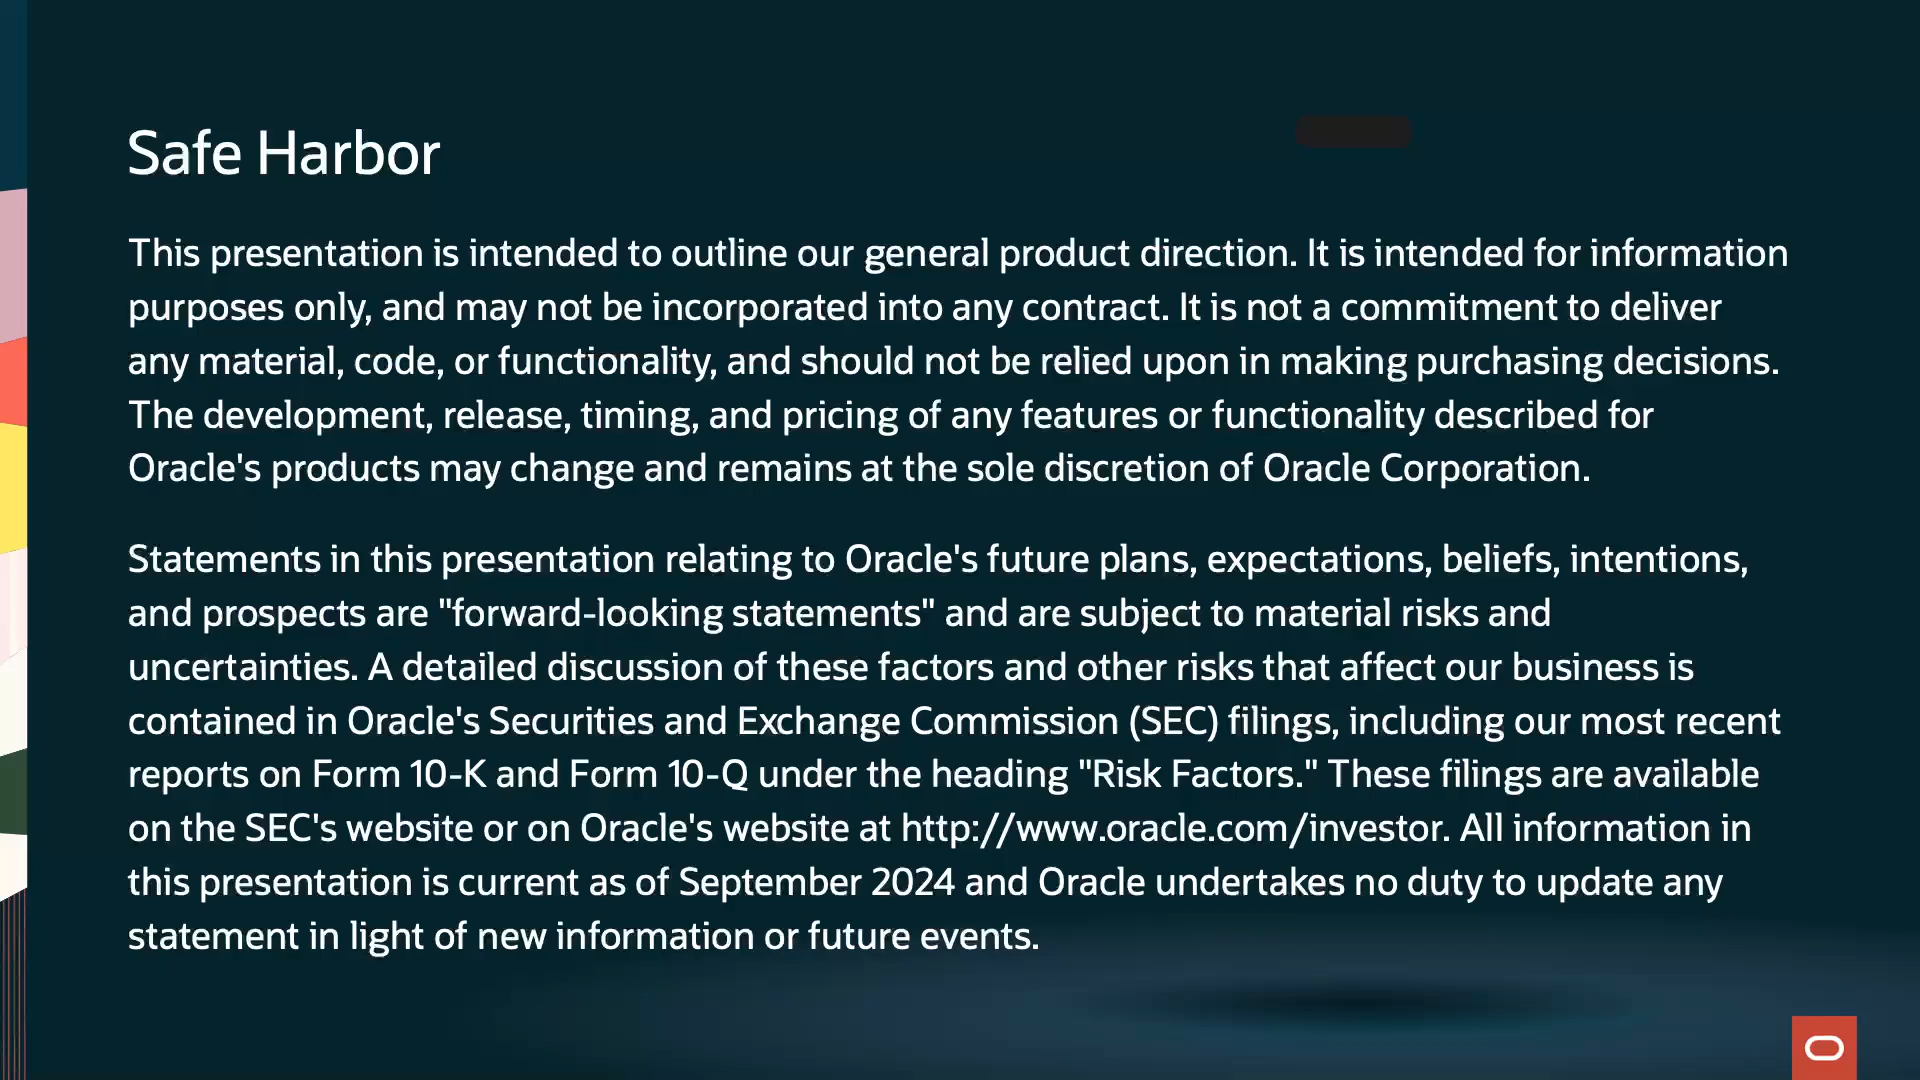 Safe Harbor
This presentation is intended to outline our general product direction. It is intended for information
purposes only, and may not be incorporated into any contract. It is not a commitment to deliver
any material, code, or functionality, and should not be relied upon in making purchasing decisions.
The development, release, timing, and pricing of any features or functionality described for
Oracle's products may change and remains at the sole discretion of Oracle Corporation.
Statements in this presentation relating to Oracle's future plans, expectations, beliefs, intentions,
and prospects are "forward-looking statements" and are subject to material risks and
uncertainties. A detailed discussion of these factors and other risks that affect our business is
contained in Oracle's Securities and Exchange Commission (SEC) filings, including our most recent
reports on Form 10-K and Form 10-Q under the heading "Risk Factors." These filings are available
on the SEC's website or on Oracle's website at http://www.oracle.com/investor. All information in
this presentation is current as of September 2024 and Oracle undertakes no duty to update any
statement in light of new information or future events.